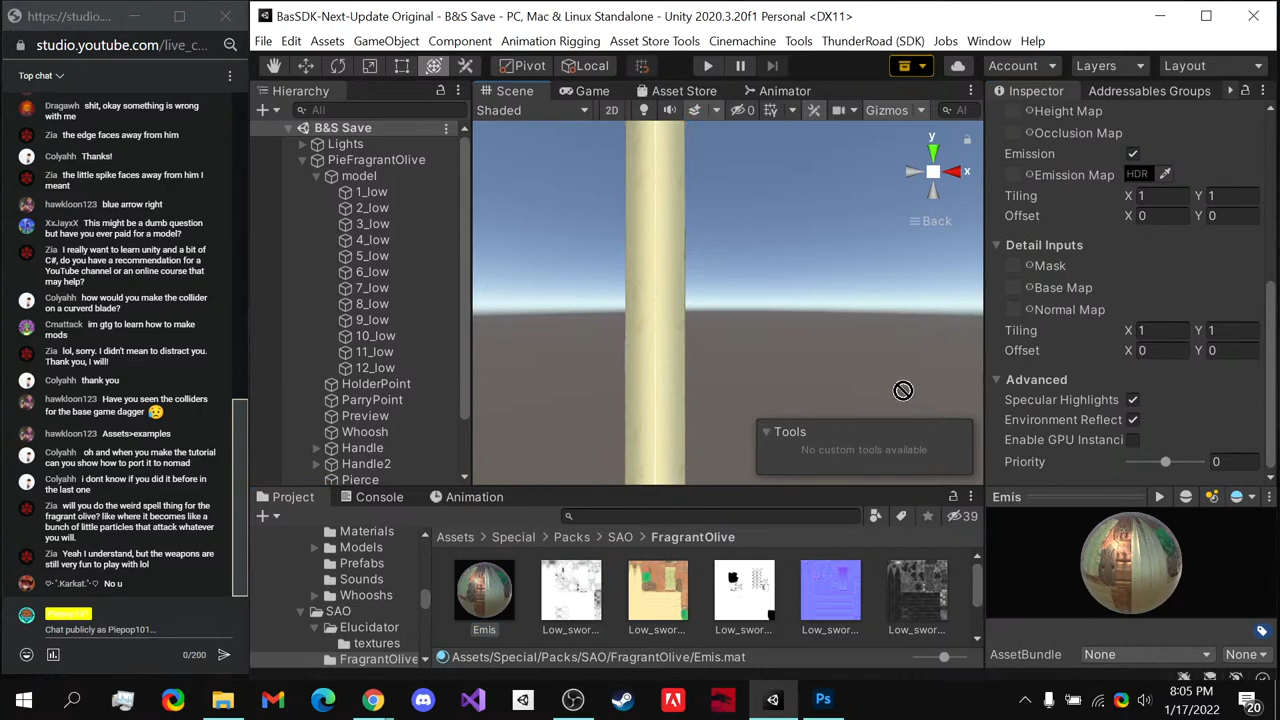 https://studio.youtube.com/...
studio.youtube.com/live_c...
Top chat
Dragawh shit, okay something is wrong
with me
Zia the edge faces away from him
Colyahh Thanks!
Zia the little spike faces away from him I
meant
hawkloon123 blue arrow right
XxJayxX This might be a dumb question
but have you ever paid for a model?
Zia I really want to learn unity and a bit of
C#, do you have a recommendation for a
YouTube channel or an online course that
may help?
Colyahh how would you make the collider
on a curverd blade?
Cmattack im gtg to learn how to make
mods
Zia lol, sorry. I didn't mean to distract you.
Thank you, I will!
Colyahh thank you
hawkloon123 Have you seen the colliders
for the base game dagger 😥
hawkloon123 Assets>examples
Colyahh oh and when you make the tutorial
can you show how to port it to nomad
Colyahh i dont know if you did it before in
the last one
Zia will you do the weird spell thing for the
fragrant olive? like where it becomes like a
bunch of little particles that attack whatever
you will.
Zia Yeah I understand, but the weapons are
still very fun to play with lol
♡·˚.Karkat.˚·♡ No u
Piepop101
Chat publicly as Piepop101...
0/200
BasSDK-Next-Update Original - B&S Save - PC, Mac & Linux Standalone - Unity 2020.3.20f1 Personal <DX11>
File Edit Assets GameObject Component Animation Rigging Asset Store Tools Cinemachine Tools ThunderRoad (SDK) Jobs Window Help
Pivot Local Account Layers Layout
Hierarchy
All
B&S Save
Lights
PieFragrantOlive
model
1_low
2_low
3_low
4_low
5_low
6_low
7_low
8_low
9_low
10_low
11_low
12_low
HolderPoint
ParryPoint
Preview
Whoosh
Handle
Handle2
Pierce
Scene Game Asset Store Animator
Shaded 2D 0 Gizmos Al
y
x
Back
Tools
No custom tools available
Inspector Addressables Groups
Height Map
Occlusion Map
Emission
Emission Map HDR
Tiling X 1 Y 1
Offset X 0 Y 0
Detail Inputs
Mask
Base Map
Normal Map
Tiling X 1 Y 1
Offset X 0 Y 0
Advanced
Specular Highlights
Environment Reflect
Enable GPU Instanci
Priority 0
Project Console Animation
39
Materials
Models
Prefabs
Sounds
Whooshs
SAO
Elucidator
textures
FragrantOlive
Assets > Special > Packs > SAO > FragrantOlive
Emis Low_swor... Low_swor... Low_swor... Low_swor... Low_swor...
Assets/Special/Packs/SAO/FragrantOlive/Emis.mat
Emis
AssetBundle None None
8:05 PM
1/17/2022
20